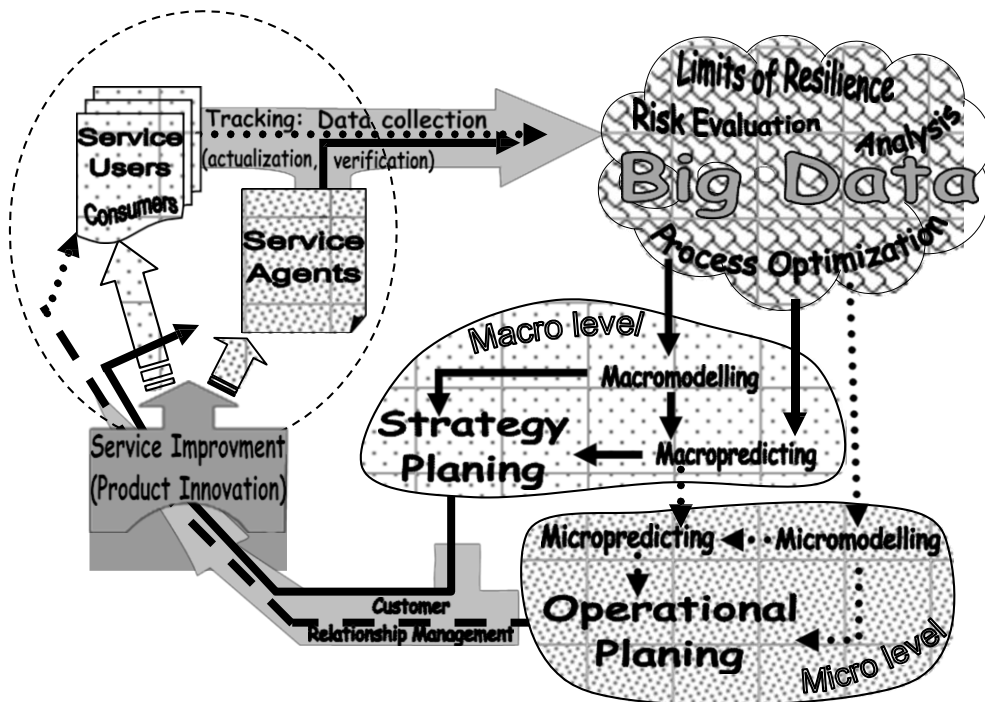 Service
Users
Consumers
Tracking: Data collection
(actualization, verification)
Service
Agents
Limits of Resilience
Risk Evaluation
Analysis
Big Data
Process Optimization
Macro level
Macromodelling
Strategy
Planing
Macropredicting
Service Improvment
(Product Innovation)
Micropredicting
Micromodelling
Operational
Planing
Micro level
Customer
Relationship Management